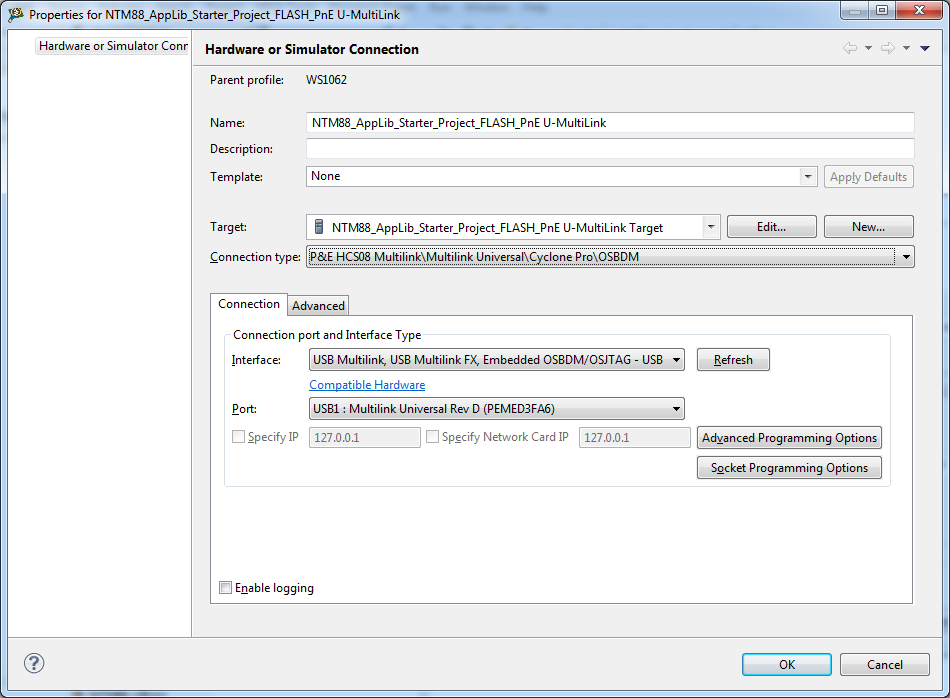 Properties for NTM88_AppLib_Starter_Project_FLASH_PnE U-MultiLink
Hardware or Simulator Conn
Hardware or Simulator Connection
Parent profile: WS1062
Name: NTM88_AppLib_Starter_Project_FLASH_PnE U-MultiLink
Description:
Template: None Apply Defaults
Target: NTM88_AppLib_Starter_Project_FLASH_PnE U-MultiLink Target Edit... New...
Connection type: P&E HCS08 Multilink\Multilink Universal\Cyclone Pro\OSBDM
Connection Advanced
Connection port and Interface Type
Interface: USB Multilink, USB Multilink FX, Embedded OSBDM/OSJTAG - USB Refresh
Compatible Hardware
Port: USB1 : Multilink Universal Rev D (PEMED3FA6)
Specify IP 127.0.0.1 Specify Network Card IP 127.0.0.1 Advanced Programming Options
Socket Programming Options
Enable logging
? OK Cancel